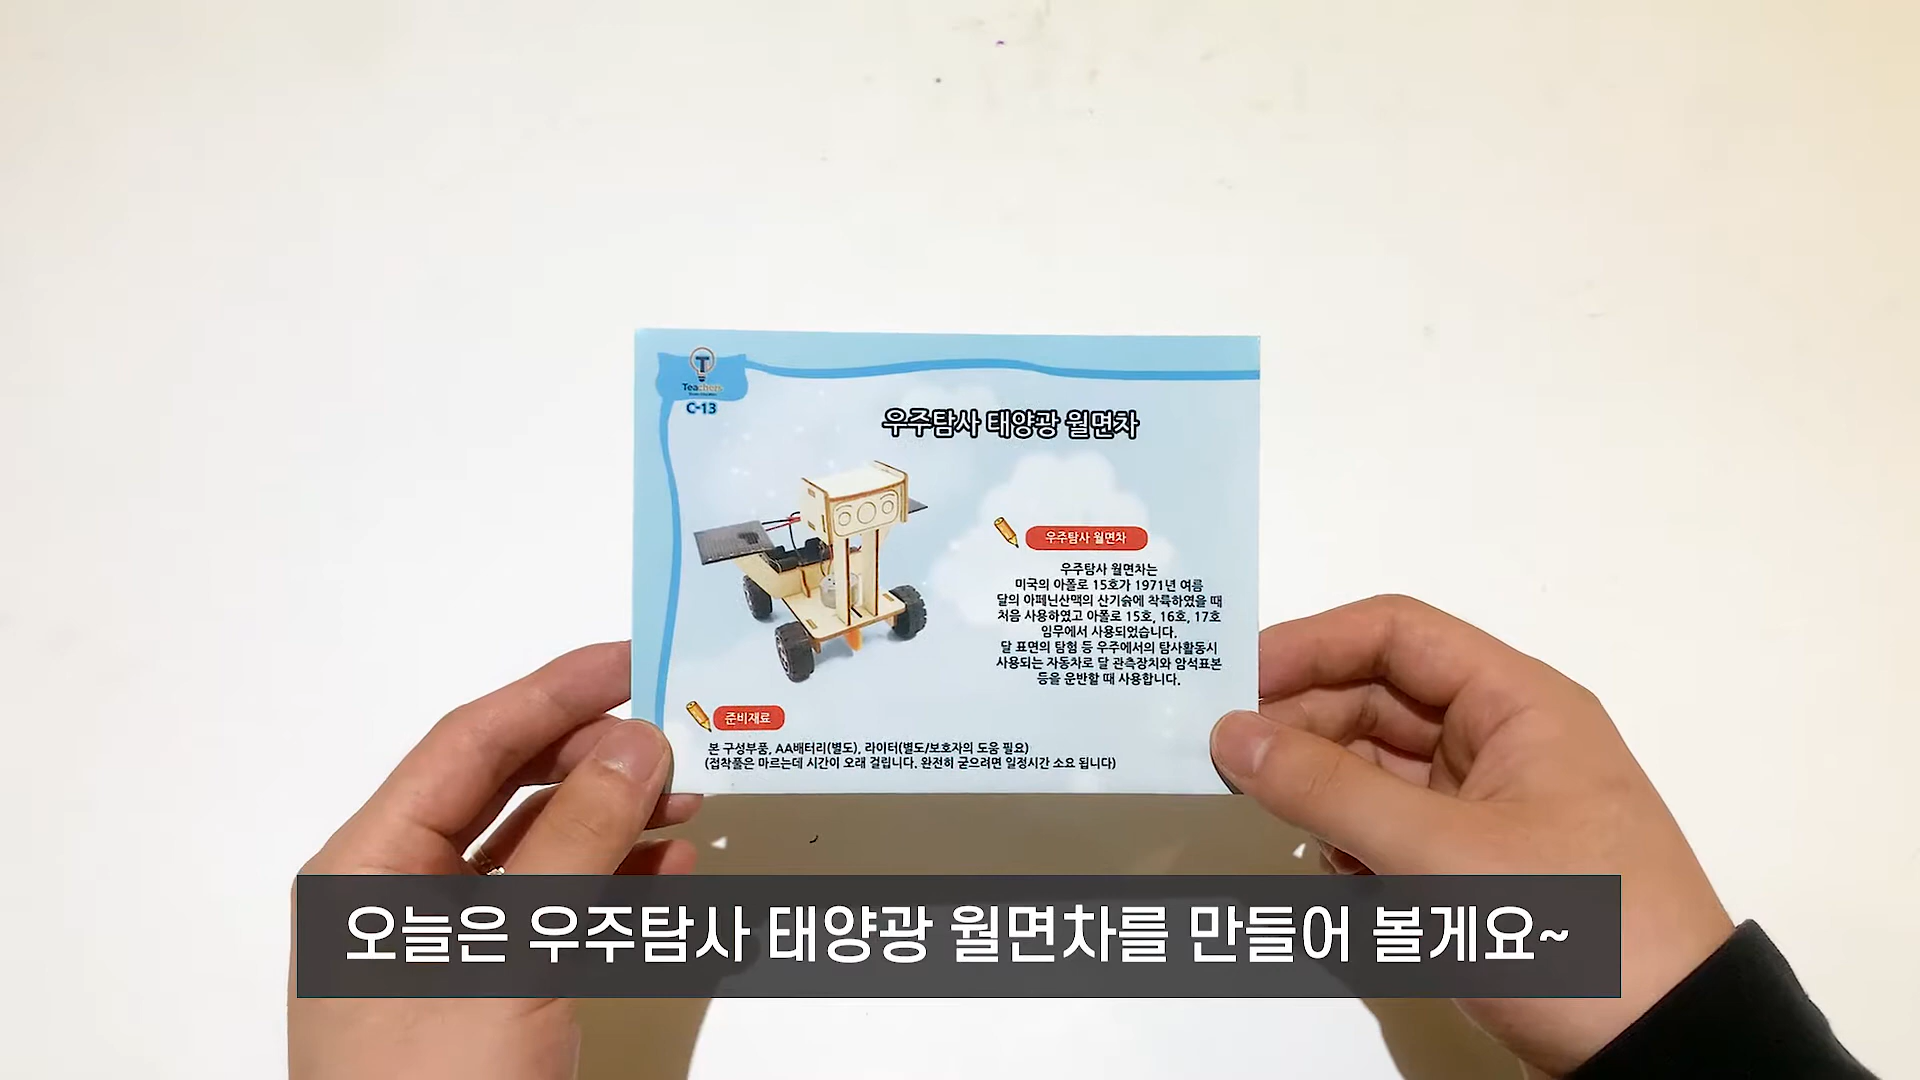 Teachers
C-13
우주탐사 태양광 월면차
우주탐사 월면차
우주탐사 월면차는
미국의 아폴로 15호가 1971년 여름
달의 아페닌산맥의 산기슭에 착륙하였을 때
처음 사용하였고 아폴로 15호, 16호, 17호
임무에서 사용되었습니다.
달 표면의 탐험 등 우주에서의 탐사활동시
사용되는 자동차로 달 관측장치와 암석표본
등을 운반할 때 사용합니다.
준비재료
본 구성부품, AA배터리(별도), 라이터(별도/보호자의 도움 필요)
(접착풀은 마르는데 시간이 오래 걸립니다. 완전히 굳으려면 일정시간 소요 됩니다)
오늘은 우주탐사 태양광 월면차를 만들어 볼게요~